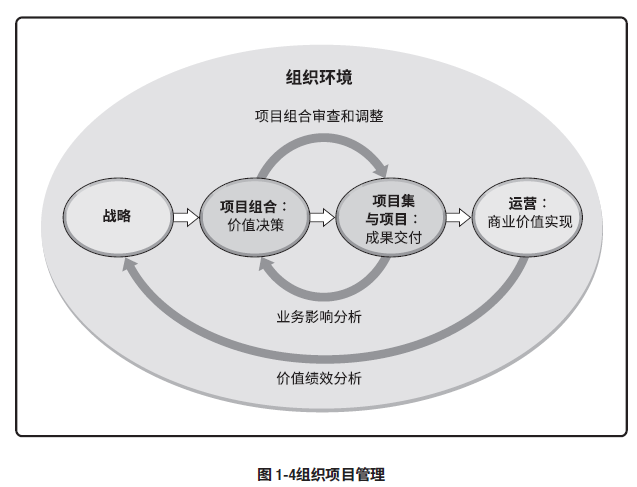 组织环境
项目组合审查和调整
战略
项目组合：
价值决策
项目集
与项目：
成果交付
运营：
商业价值实现
业务影响分析
价值绩效分析
图 1-4组织项目管理